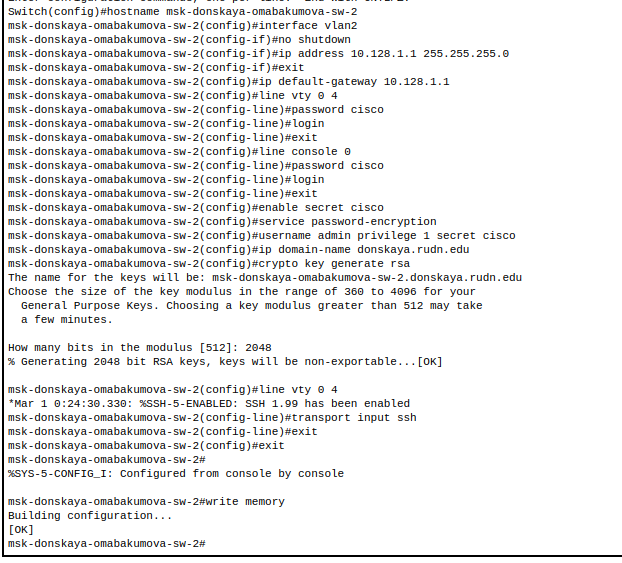 Switch(config)#hostname msk-donskaya-omabakumova-sw-2
msk-donskaya-omabakumova-sw-2(config)#interface vlan2
msk-donskaya-omabakumova-sw-2(config-if)#no shutdown
msk-donskaya-omabakumova-sw-2(config-if)#ip address 10.128.1.1 255.255.255.0
msk-donskaya-omabakumova-sw-2(config-if)#exit
msk-donskaya-omabakumova-sw-2(config)#ip default-gateway 10.128.1.1
msk-donskaya-omabakumova-sw-2(config)#line vty 0 4
msk-donskaya-omabakumova-sw-2(config-line)#password cisco
msk-donskaya-omabakumova-sw-2(config-line)#login
msk-donskaya-omabakumova-sw-2(config-line)#exit
msk-donskaya-omabakumova-sw-2(config)#line console 0
msk-donskaya-omabakumova-sw-2(config-line)#password cisco
msk-donskaya-omabakumova-sw-2(config-line)#login
msk-donskaya-omabakumova-sw-2(config-line)#exit
msk-donskaya-omabakumova-sw-2(config)#enable secret cisco
msk-donskaya-omabakumova-sw-2(config)#service password-encryption
msk-donskaya-omabakumova-sw-2(config)#username admin privilege 1 secret cisco
msk-donskaya-omabakumova-sw-2(config)#ip domain-name donskaya.rudn.edu
msk-donskaya-omabakumova-sw-2(config)#crypto key generate rsa
The name for the keys will be: msk-donskaya-omabakumova-sw-2.donskaya.rudn.edu
Choose the size of the key modulus in the range of 360 to 4096 for your
General Purpose Keys. Choosing a key modulus greater than 512 may take
a few minutes.
How many bits in the modulus [512]: 2048
% Generating 2048 bit RSA keys, keys will be non-exportable...[OK]
msk-donskaya-omabakumova-sw-2(config)#line vty 0 4
*Mar 1 0:24:30.330: %SSH-5-ENABLED: SSH 1.99 has been enabled
msk-donskaya-omabakumova-sw-2(config-line)#transport input ssh
msk-donskaya-omabakumova-sw-2(config-line)#exit
msk-donskaya-omabakumova-sw-2(config)#exit
msk-donskaya-omabakumova-sw-2#
%SYS-5-CONFIG_I: Configured from console by console
msk-donskaya-omabakumova-sw-2#write memory
Building configuration...
[OK]
msk-donskaya-omabakumova-sw-2#